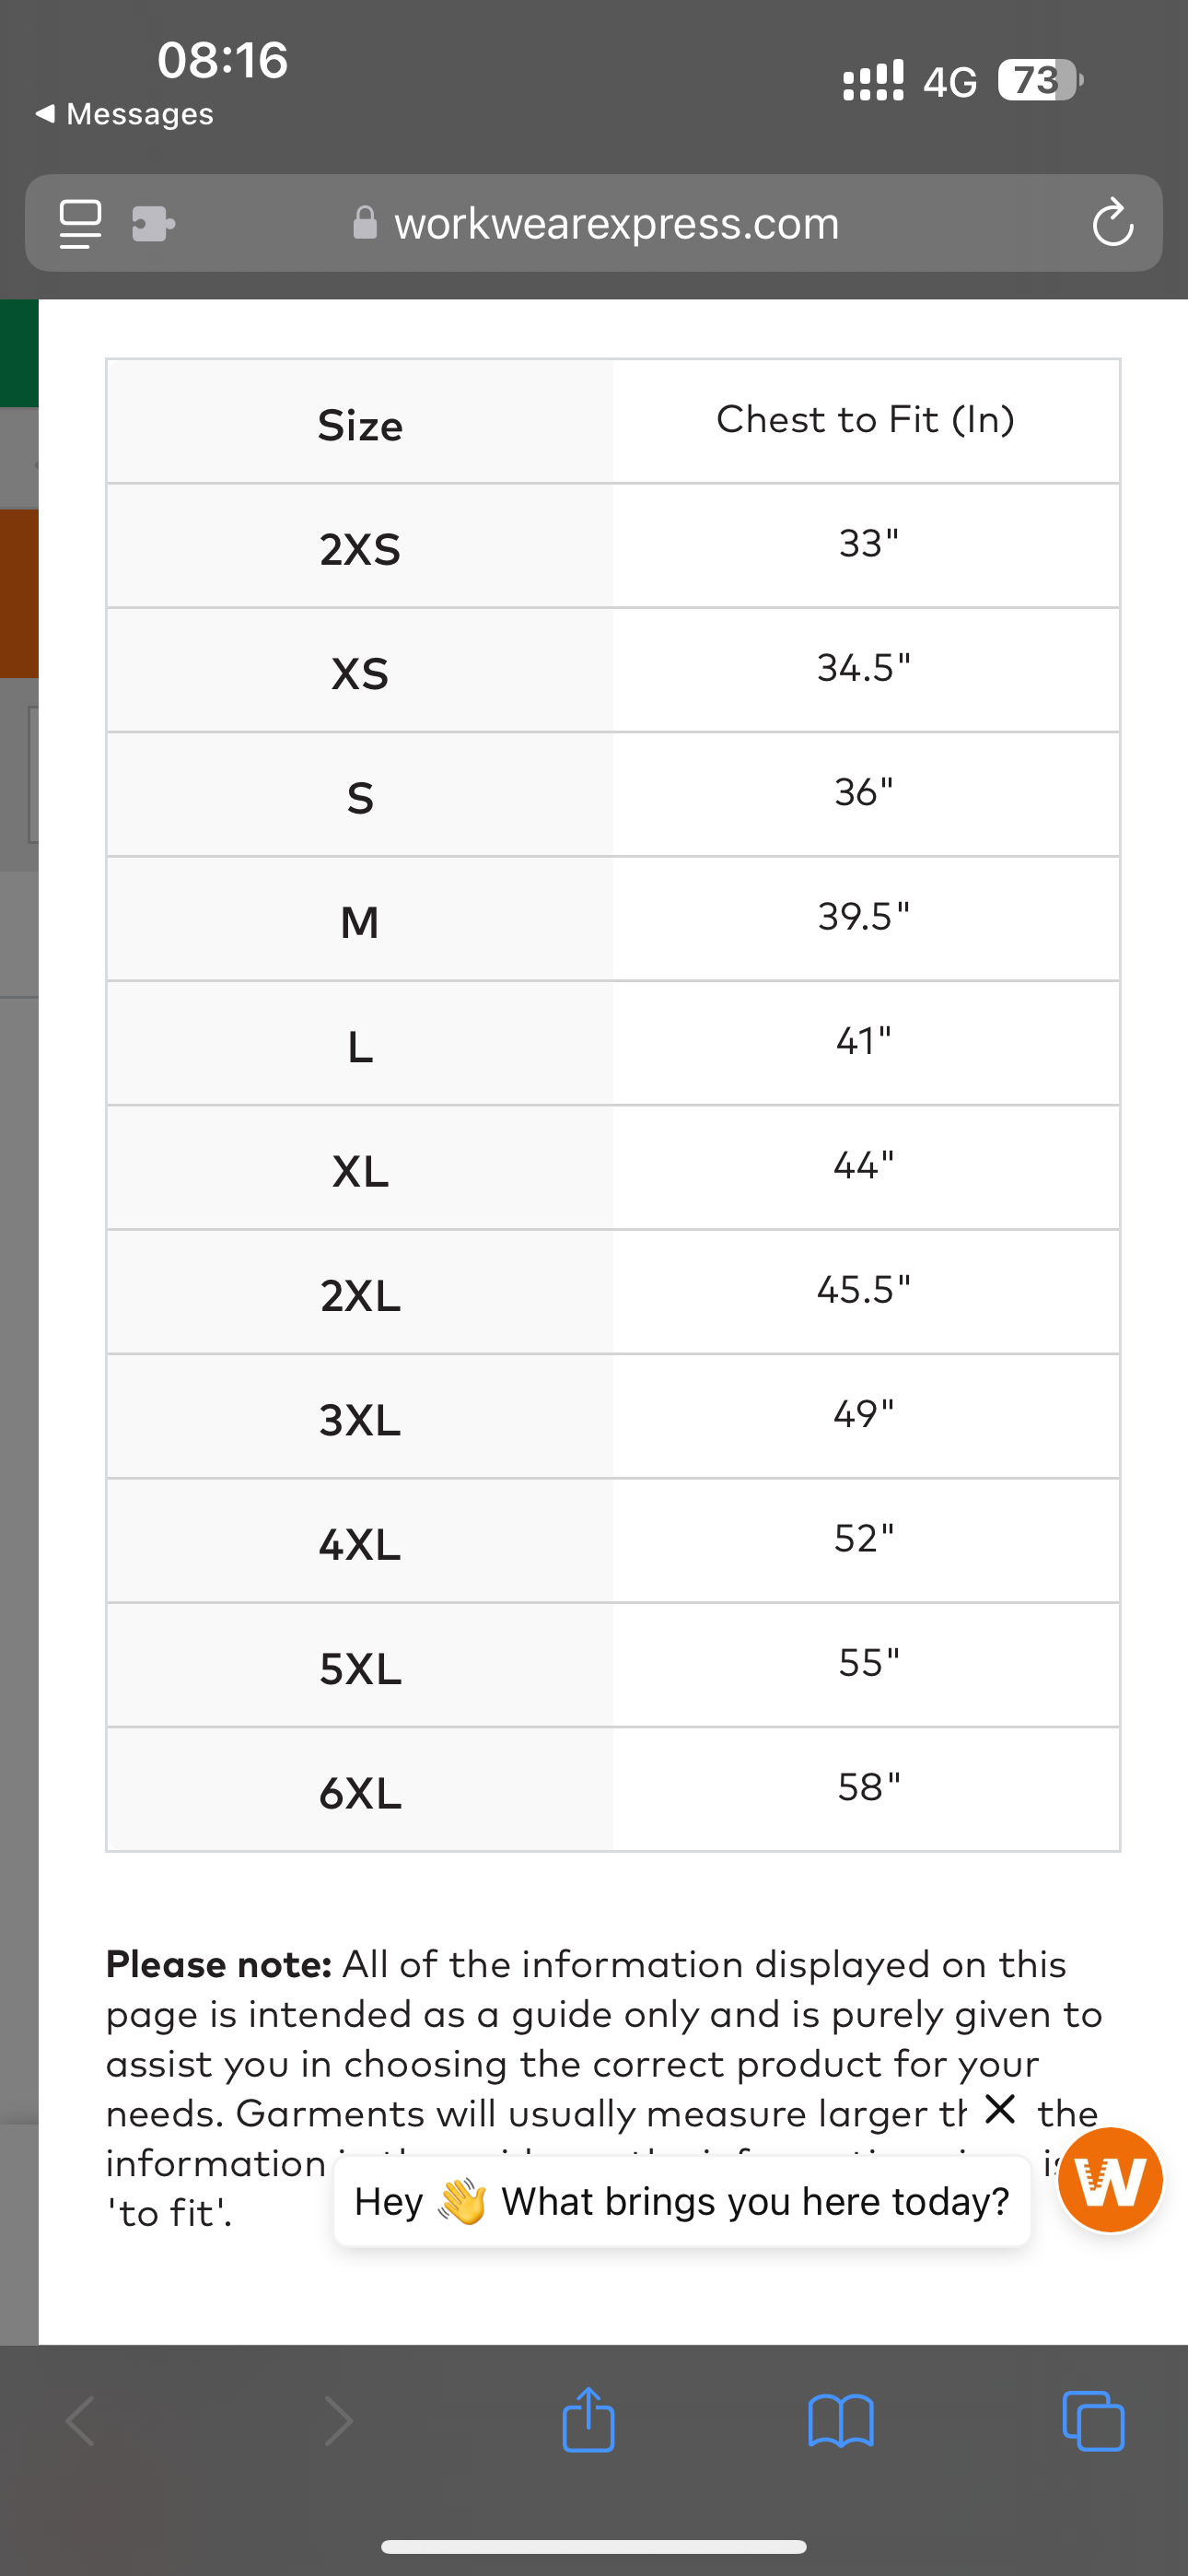 08:16
4G 73
◀ Messages
workwearexpress.com
Size Chest to Fit (In)
2XS 33"
XS 34.5"
S 36"
M 39.5"
L 41"
XL 44"
2XL 45.5"
3XL 49"
4XL 52"
5XL 55"
6XL 58"
Please note: All of the information displayed on this
page is intended as a guide only and is purely given to
assist you in choosing the correct product for your
needs. Garments will usually measure larger the
information
'to fit'.
Hey 👋 What brings you here today?
W